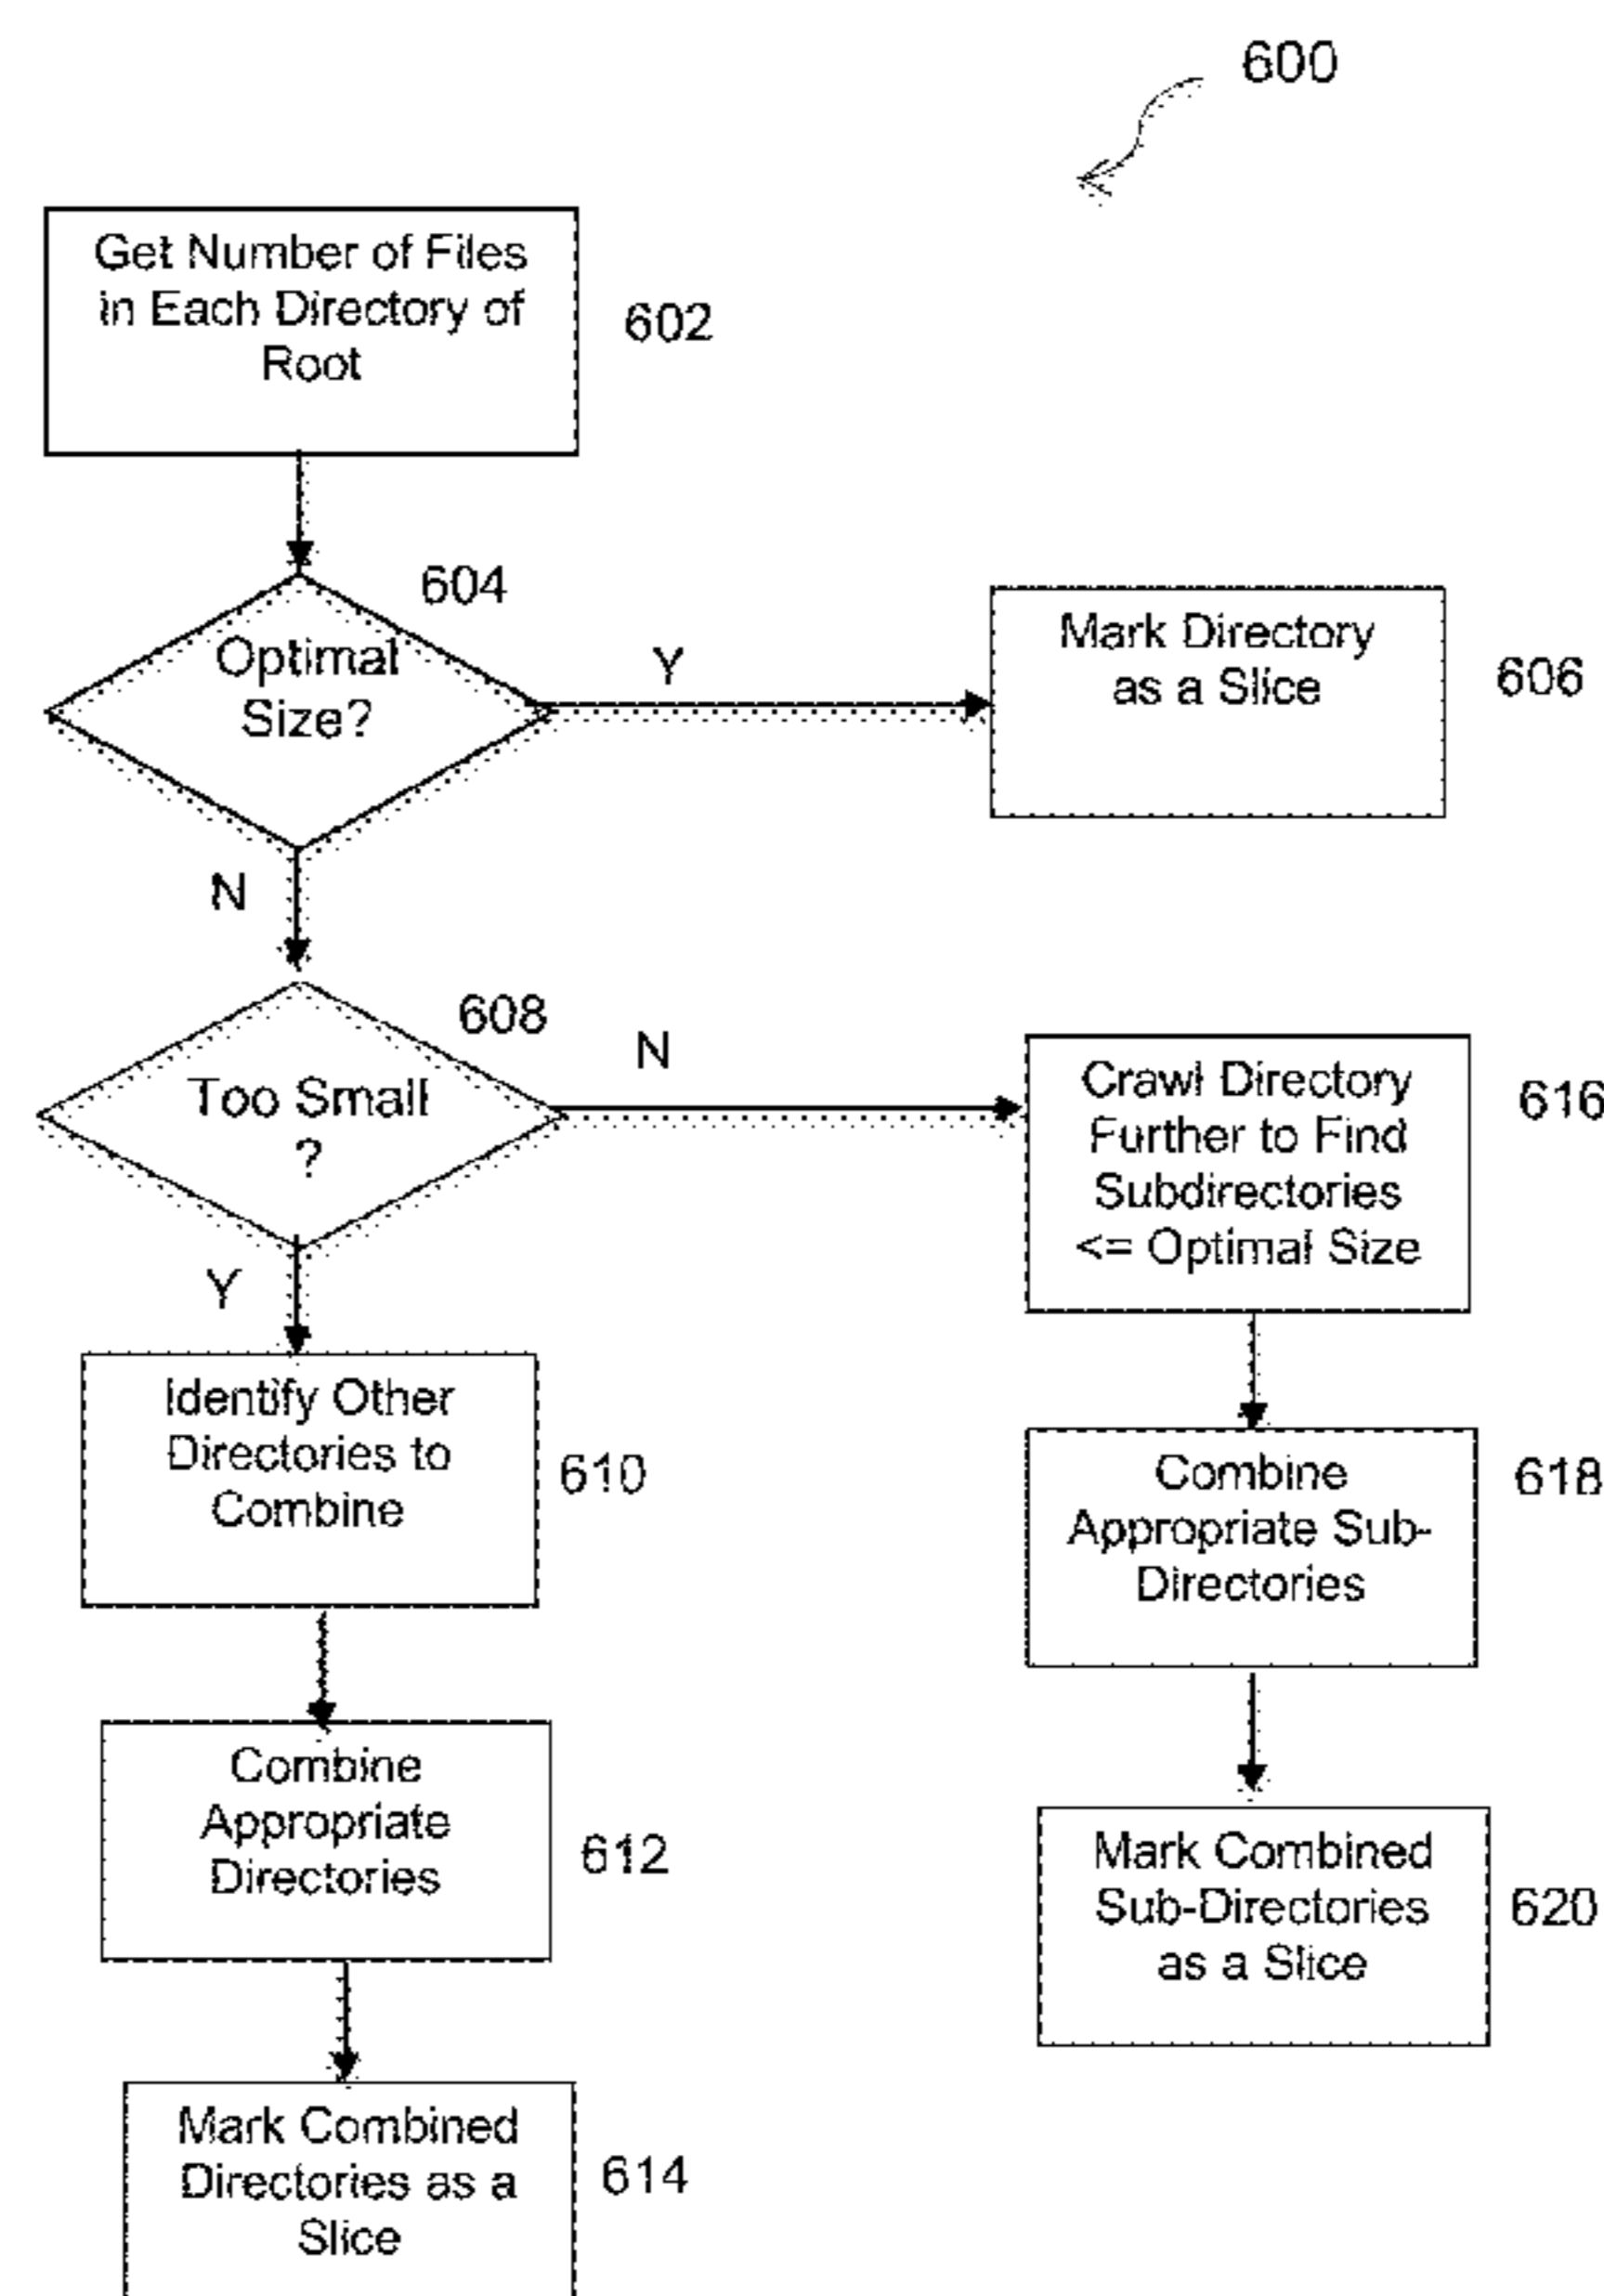 600
Get Number of Files
in Each Directory of
Root
602
604
Optimal
Size?
Y
Mark Directory
as a Slice
606
N
608
Too Small
?
N
Crawl Directory
Further to Find
Subdirectories
<= Optimal Size
616
Y
Identify Other
Directories to
Combine
610
Combine
Appropriate Sub-
Directories
618
Combine
Appropriate
Directories
612
Mark Combined
Sub-Directories
as a Slice
620
Mark Combined
Directories as a
Slice
614